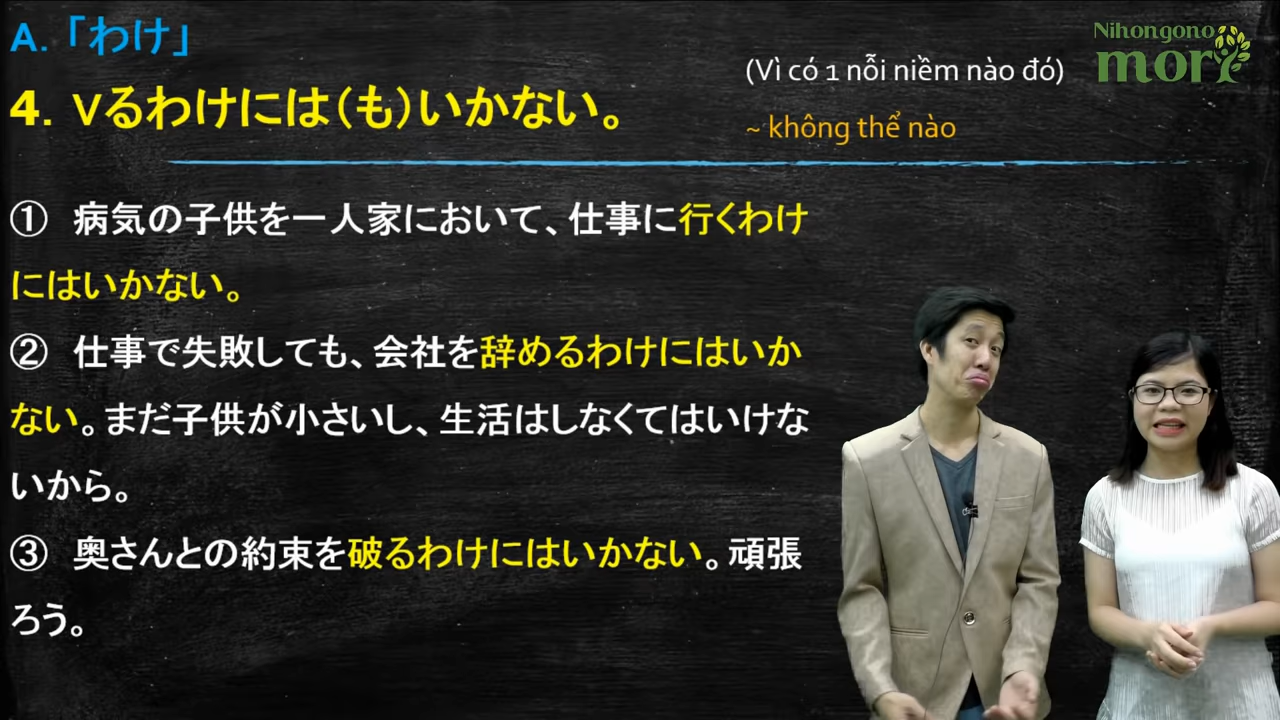 A. 「わけ」
4. Vるわけには(も)いかない。
(Vì có 1 nỗi niềm nào đó)
~ không thể nào
Nihongono
mori
① 病気の子供を一人家において、仕事に行くわけ
にはいかない。
② 仕事で失敗しても、会社を辞めるわけにはいか
ない。まだ子供が小さいし、生活はしなくてはいけな
いから。
③ 奥さんとの約束を破るわけにはいかない。頑張
ろう。